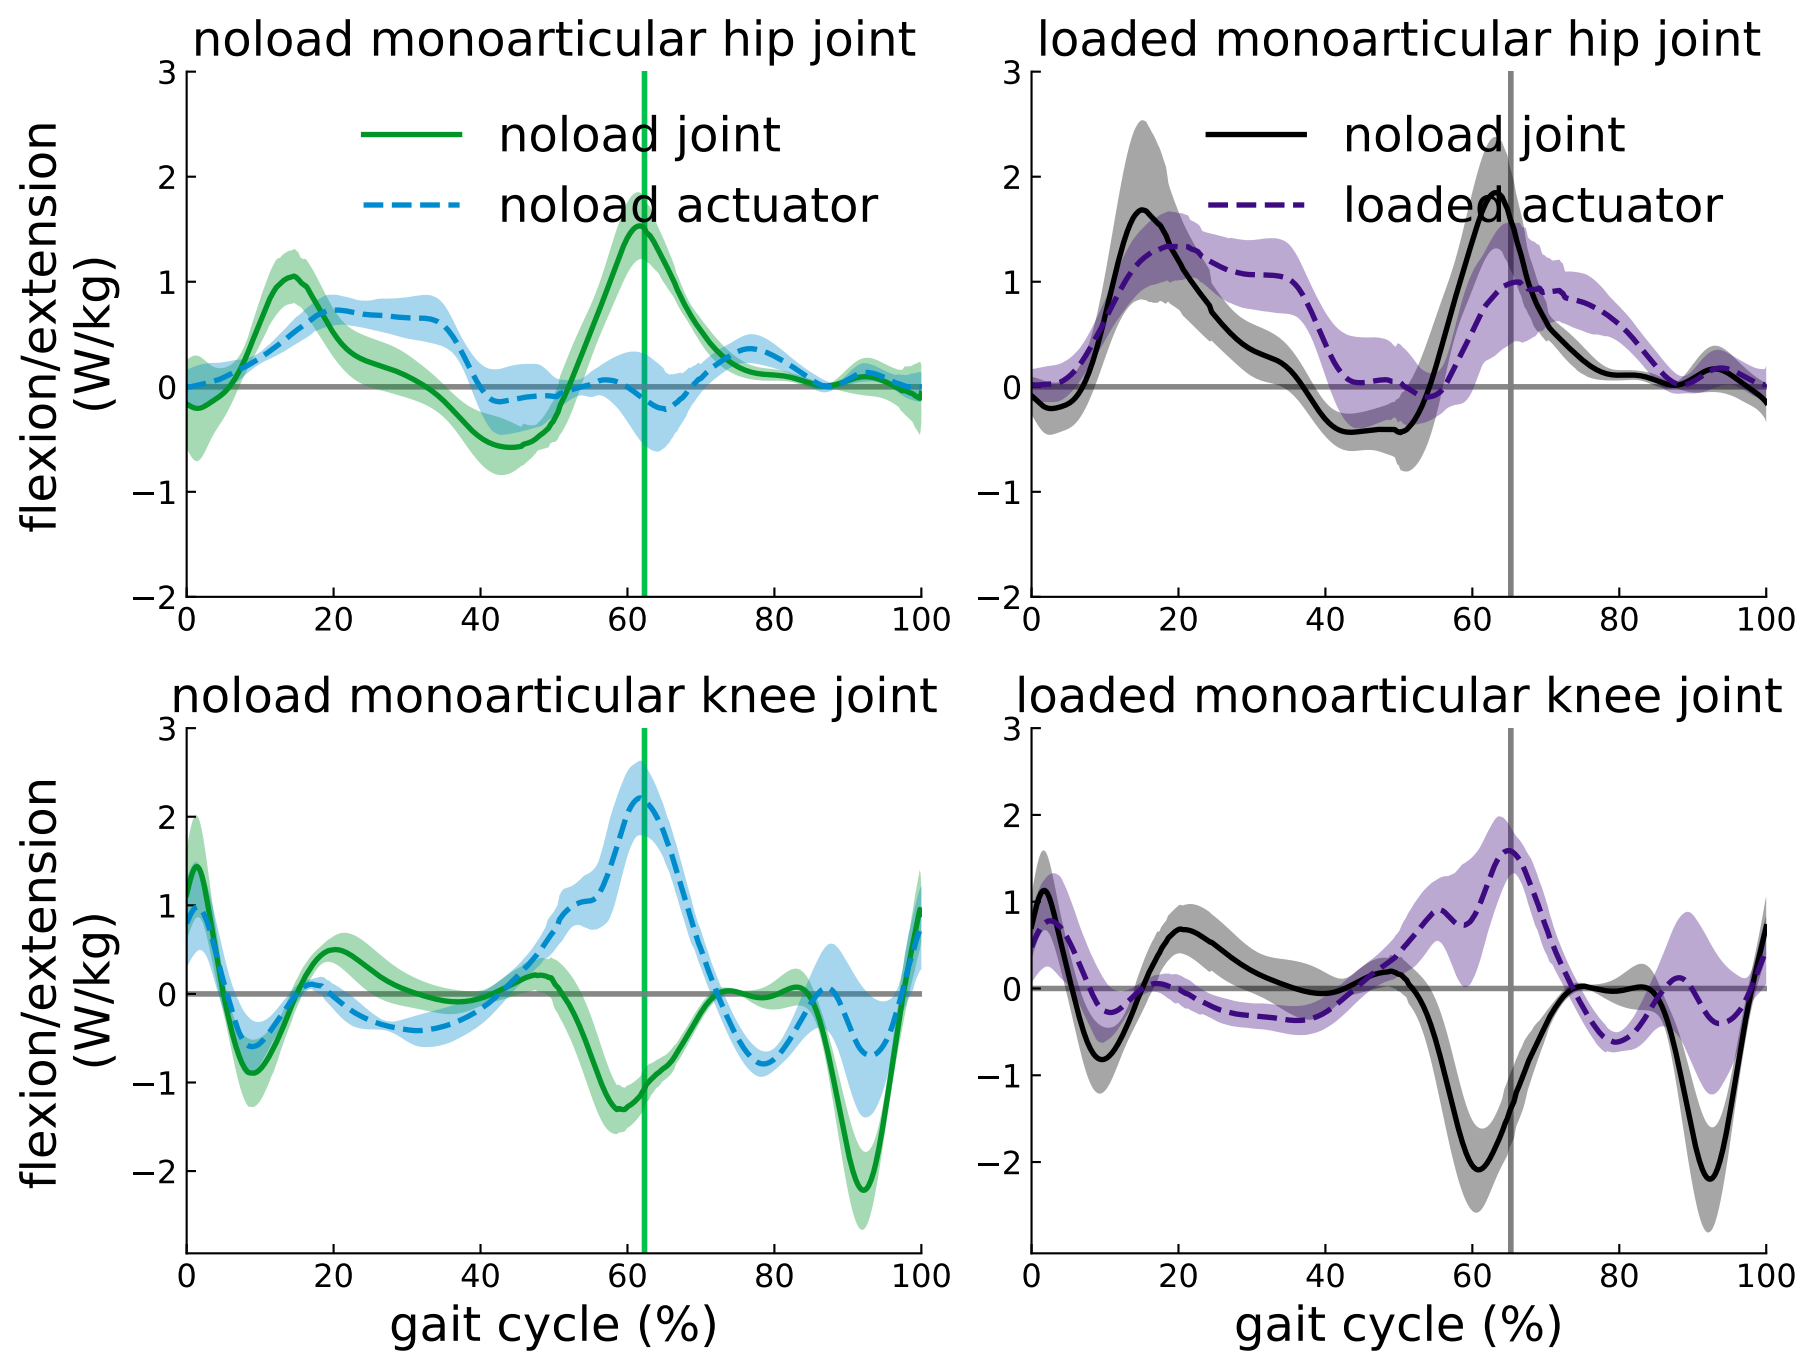 noload monoarticular hip joint
flexion/extension
(W/kg)
3
2
1
0
−1
−2
noload joint
noload actuator
0 20 40 60 80 100
loaded monoarticular hip joint
3
2
1
0
−1
−2
noload joint
loaded actuator
0 20 40 60 80 100
noload monoarticular knee joint
flexion/extension
(W/kg)
3
2
1
0
−1
−2
0 20 40 60 80 100
gait cycle (%)
loaded monoarticular knee joint
3
2
1
0
−1
−2
0 20 40 60 80 100
gait cycle (%)